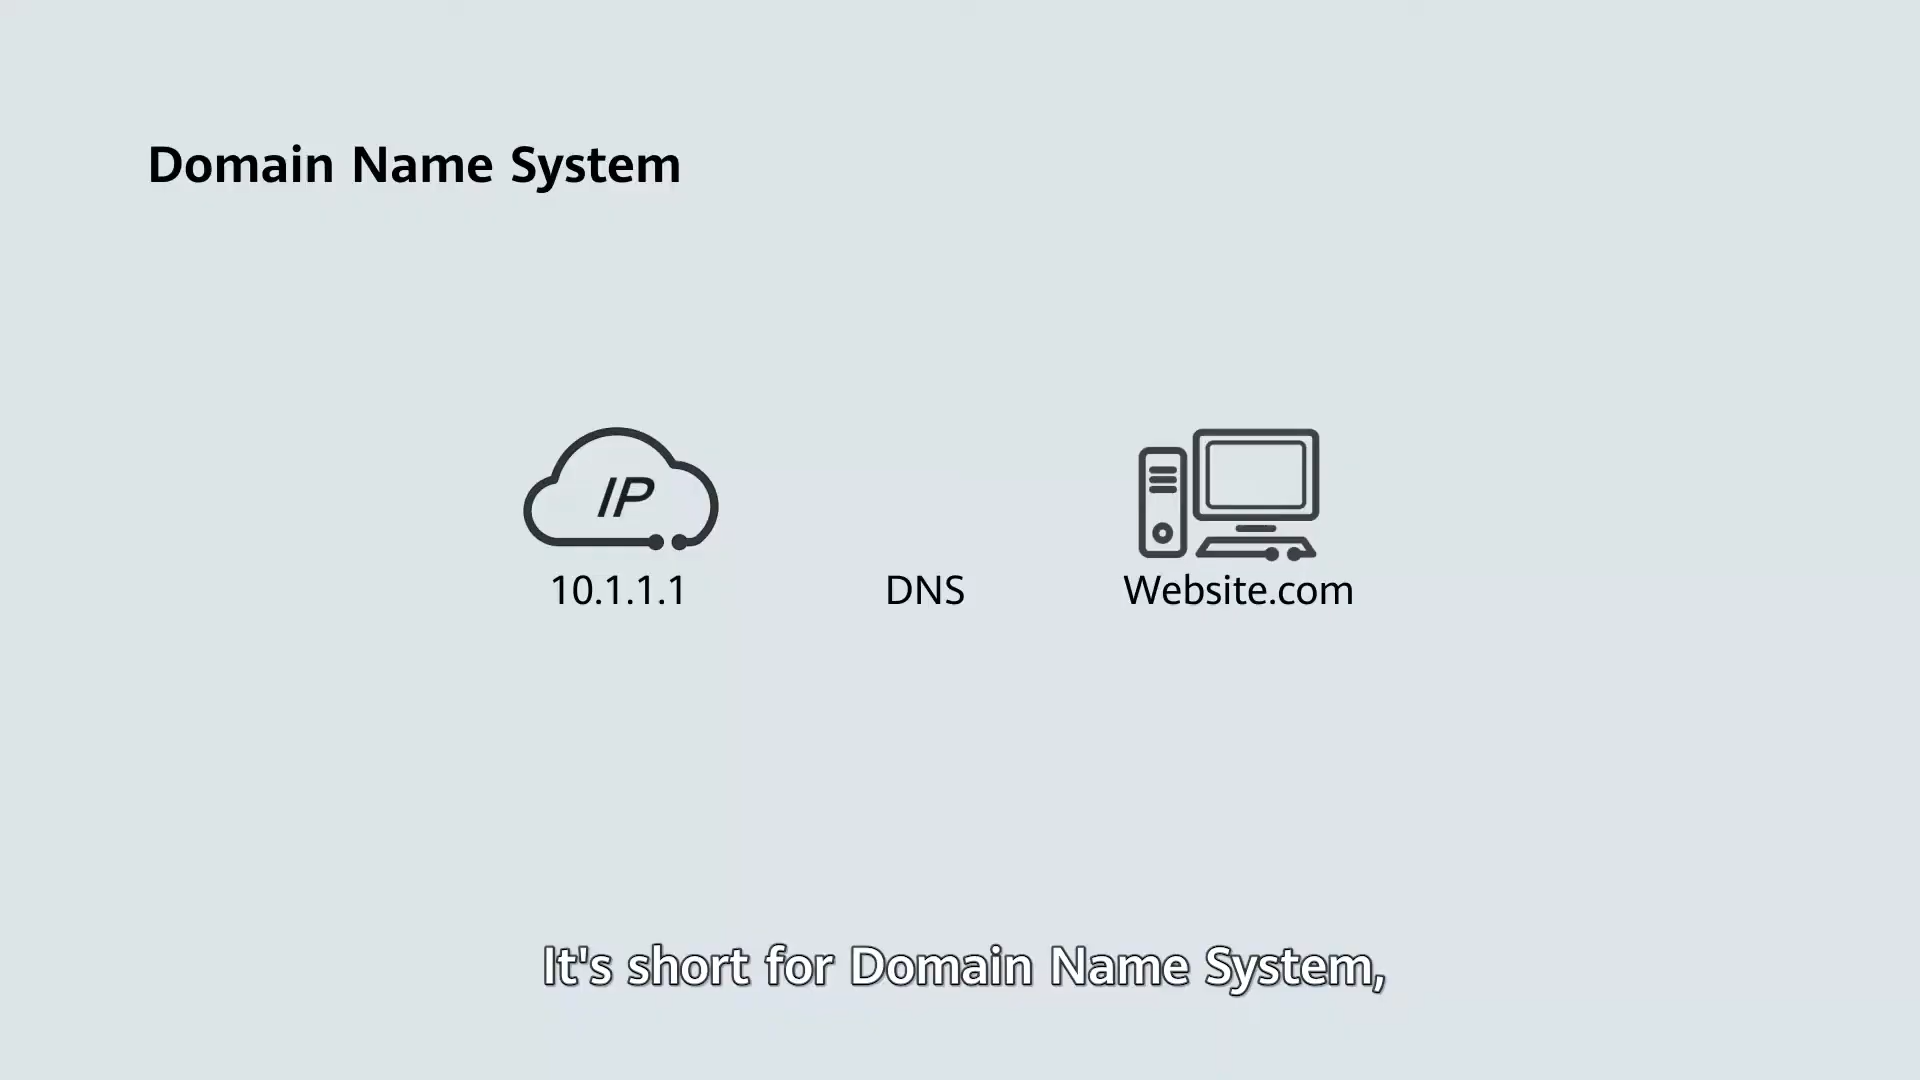 Domain Name System
IP
10.1.1.1
DNS
Website.com
It's short for Domain Name System,